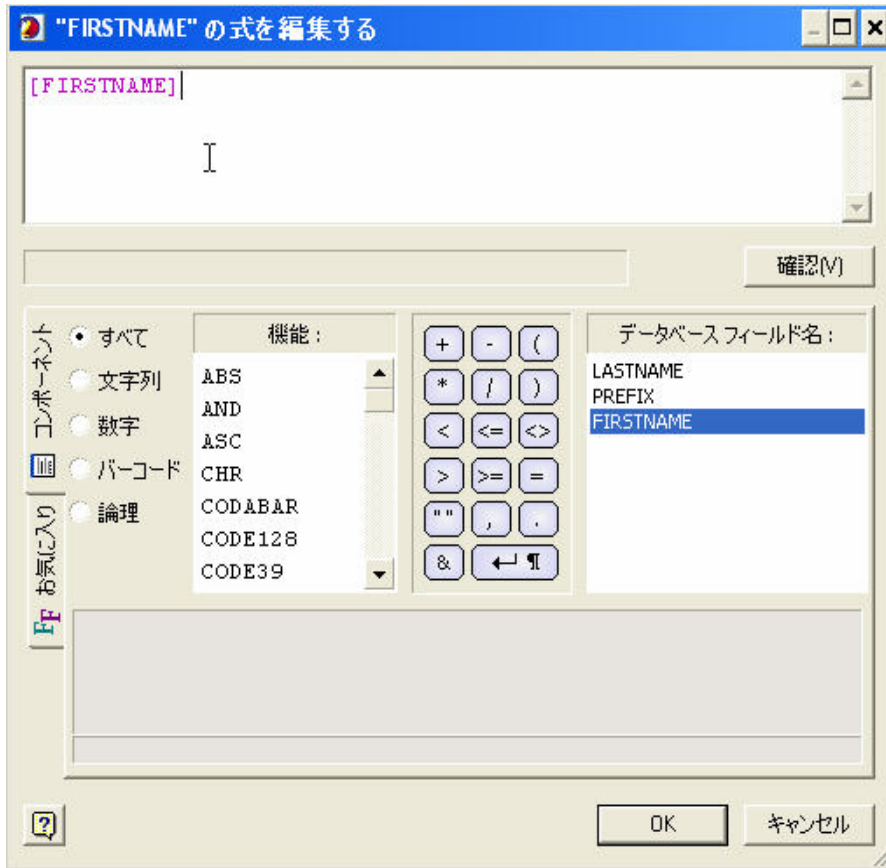 "FIRSTNAME" の式を編集する
[FIRSTNAME]
確認(V)
コンポーネント
お気に入り
すべて
文字列
数字
バーコード
論理
機能：
ABS
AND
ASC
CHR
CODABAR
CODE128
CODE39
+ - (
* / )
< <= <>
> >= =
"" , .
& ↵ ¶
データベース フィールド名：
LASTNAME
PREFIX
FIRSTNAME
OK
キャンセル